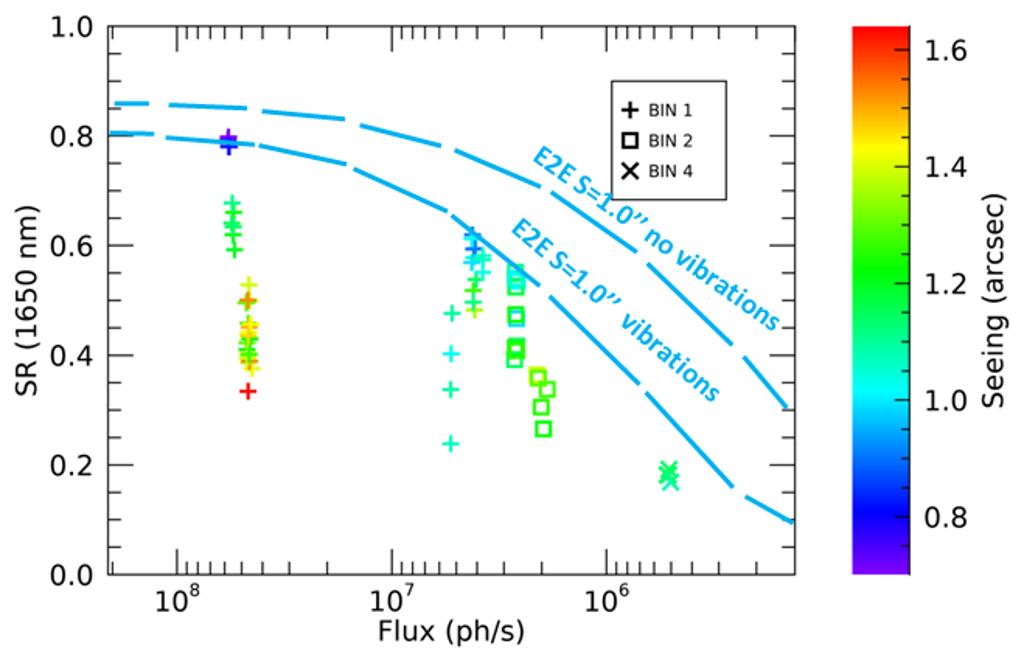 1.0
0.8
0.6
0.4
0.2
0.0
SR (1650 nm)
10⁸
10⁷
10⁶
Flux (ph/s)
BIN 1
BIN 2
BIN 4
E2E S=1.0’’ no vibrations
E2E S=1.0’’ vibrations
1.6
1.4
1.2
1.0
0.8
Seeing (arcsec)